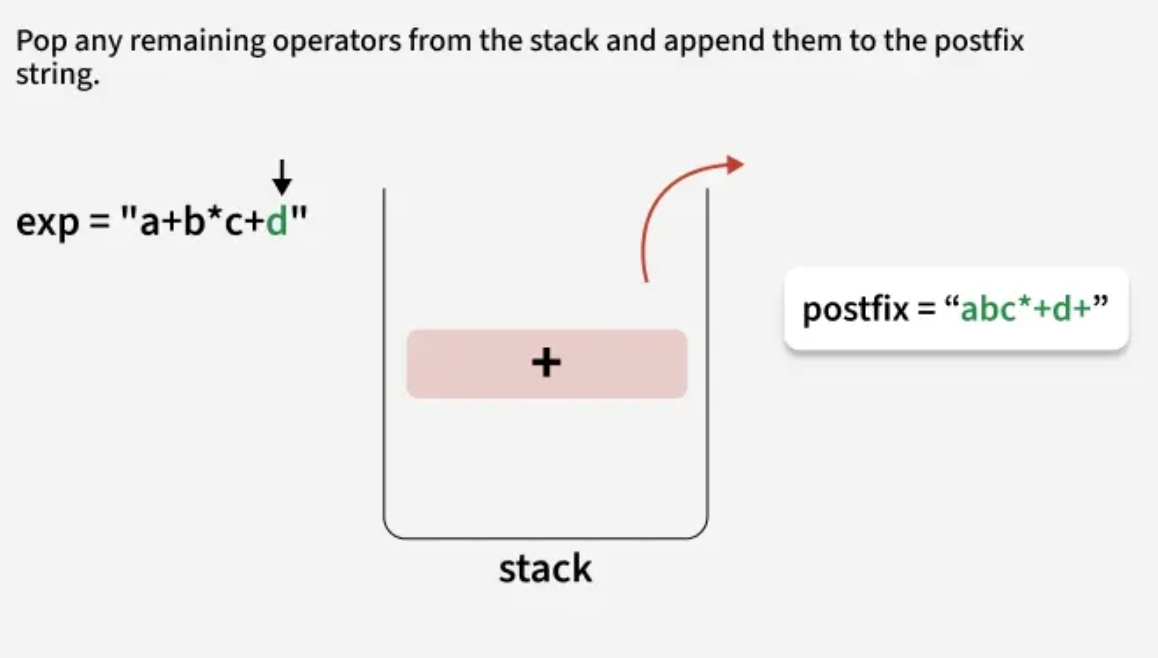 Pop any remaining operators from the stack and append them to the postfix
string.
exp = "a+b*c+d"
+
postfix = “abc*+d+”
stack